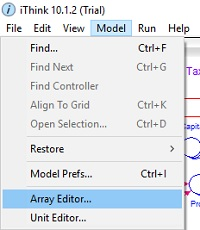 iThink 10.1.2 (Trial)
File Edit View Model Run Help
Find... Ctrl+F
Find Next Ctrl+G
Find Controller
Align To Grid Ctrl+K
Open Selection... Ctrl+D
Restore
Model Prefs... Ctrl+I
Array Editor...
Unit Editor...
Tax
Capital
Pro